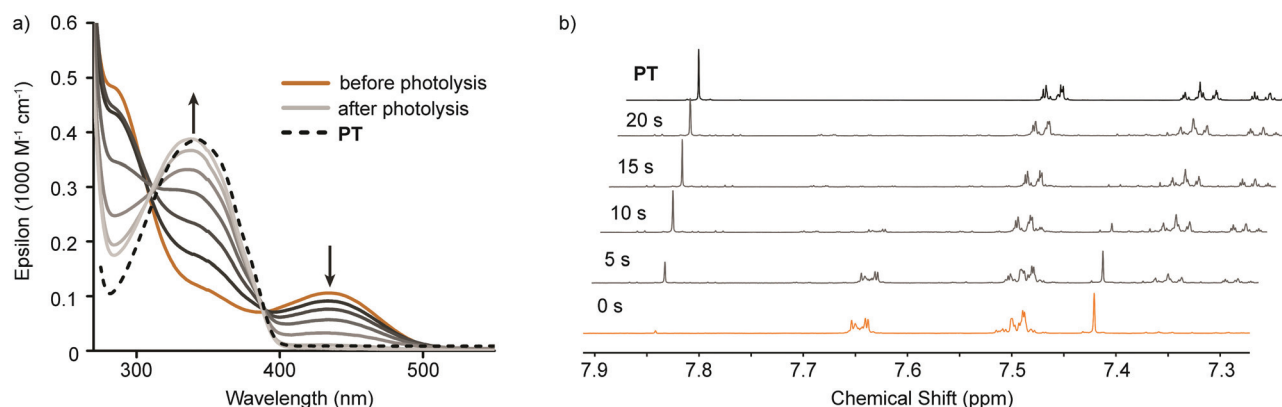 a)
0.6
0.5
0.4
0.3
0.2
0.1
0
Epsilon (1000 M⁻¹ cm⁻¹)
before photolysis
after photolysis
PT
300
400
500
Wavelength (nm)
b)
PT
20 s
15 s
10 s
5 s
0 s
7.9
7.8
7.7
7.6
7.5
7.4
7.3
Chemical Shift (ppm)